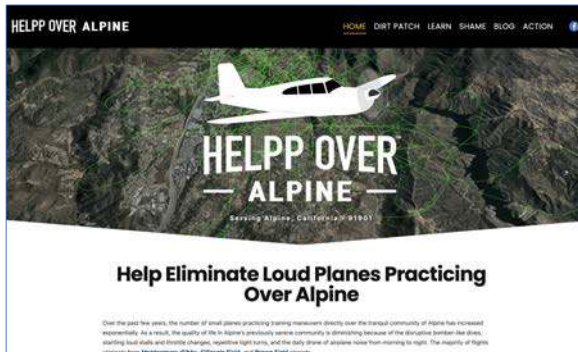 HELPP OVER ALPINE
HOME DIRT PATCH LEARN SHAME BLOG ACTION
HELPP OVER
ALPINE
Serving Alpine, California - 91901
Help Eliminate Loud Planes Practicing
Over Alpine
Over the past few years, the number of small planes practicing training maneuvers directly over the tranquil community of Alpine has increased
exponentially. As a result, the quality of life in Alpine's previously serene community is diminishing because of the disruptive bomber-like dives,
startling loud stalls and throttle changes, repetitive tight turns, and the daily drone of airplane noise from morning to night. The majority of flights